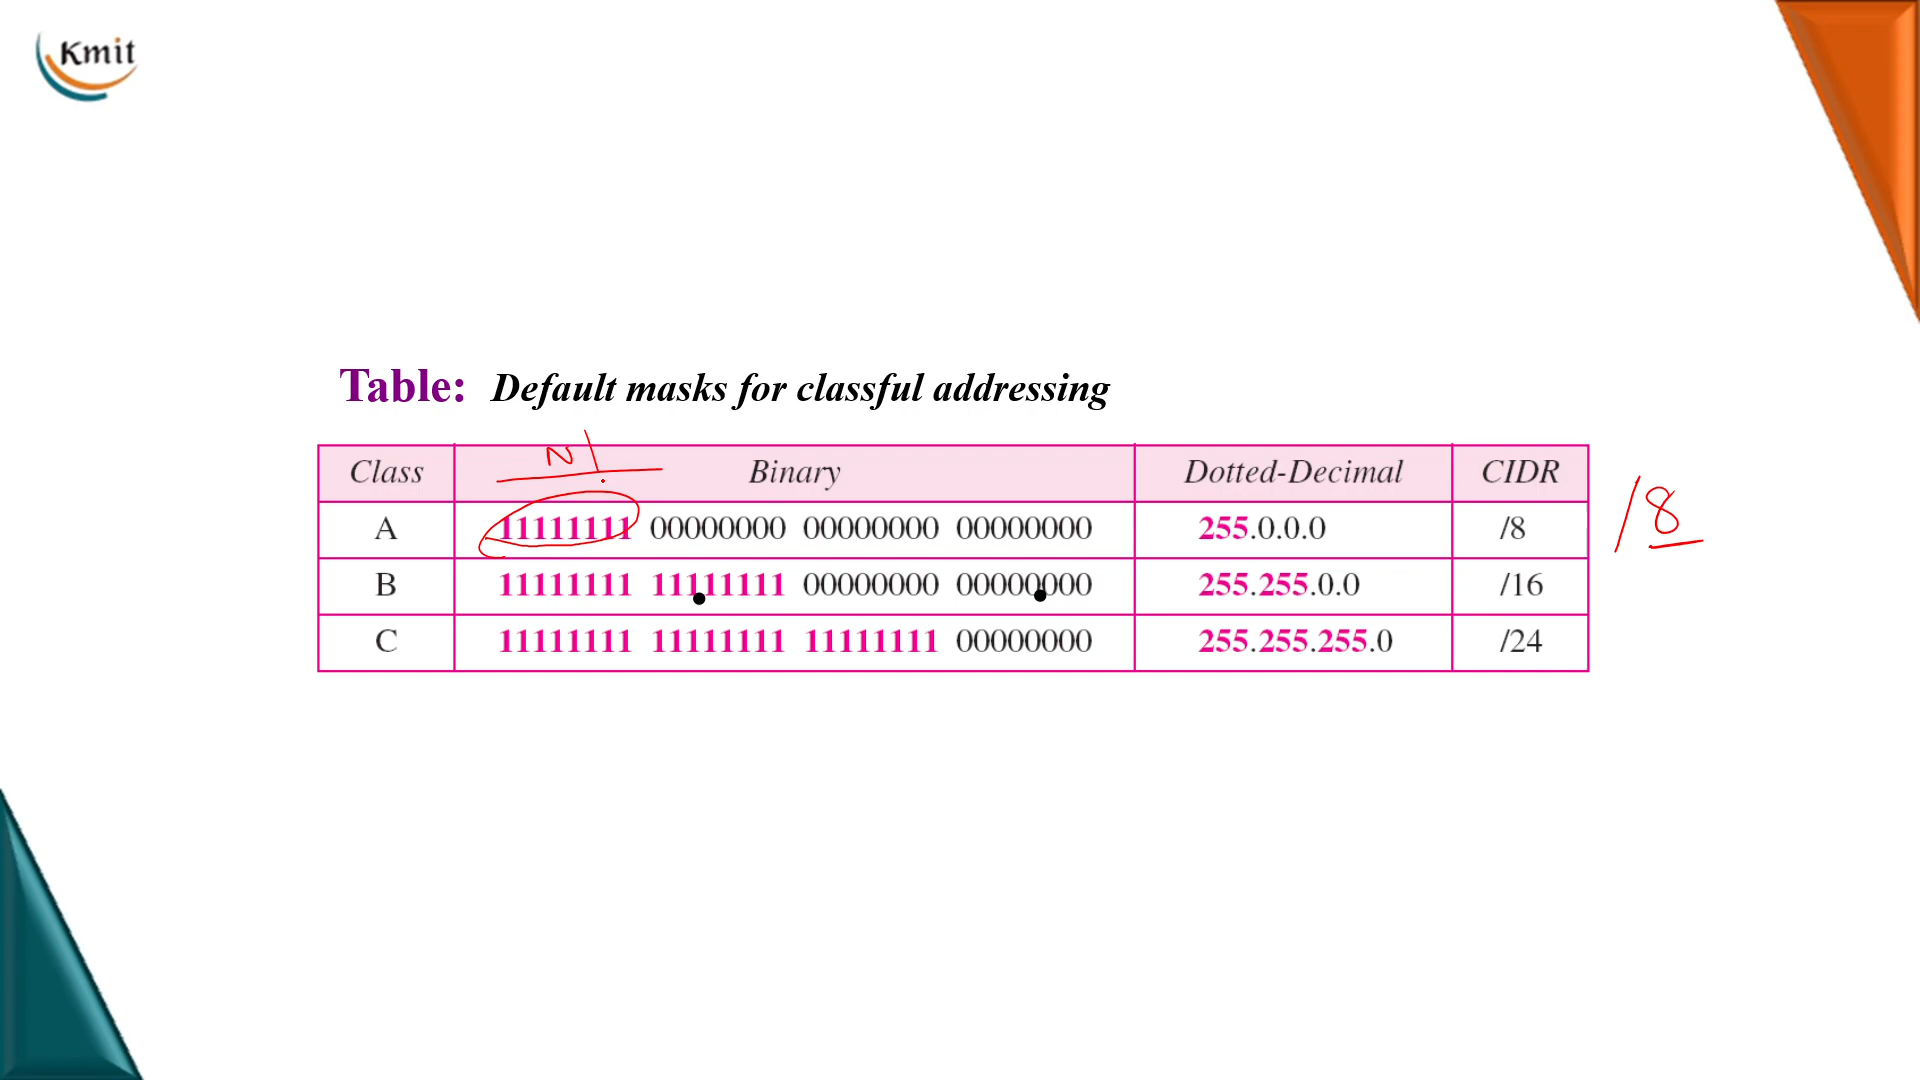 Kmit
Table: Default masks for classful addressing
N
Class Binary Dotted-Decimal CIDR
A 11111111 00000000 00000000 00000000 255.0.0.0 /8 /8
B 11111111 11111111 00000000 00000000 255.255.0.0 /16
C 11111111 11111111 11111111 00000000 255.255.255.0 /24